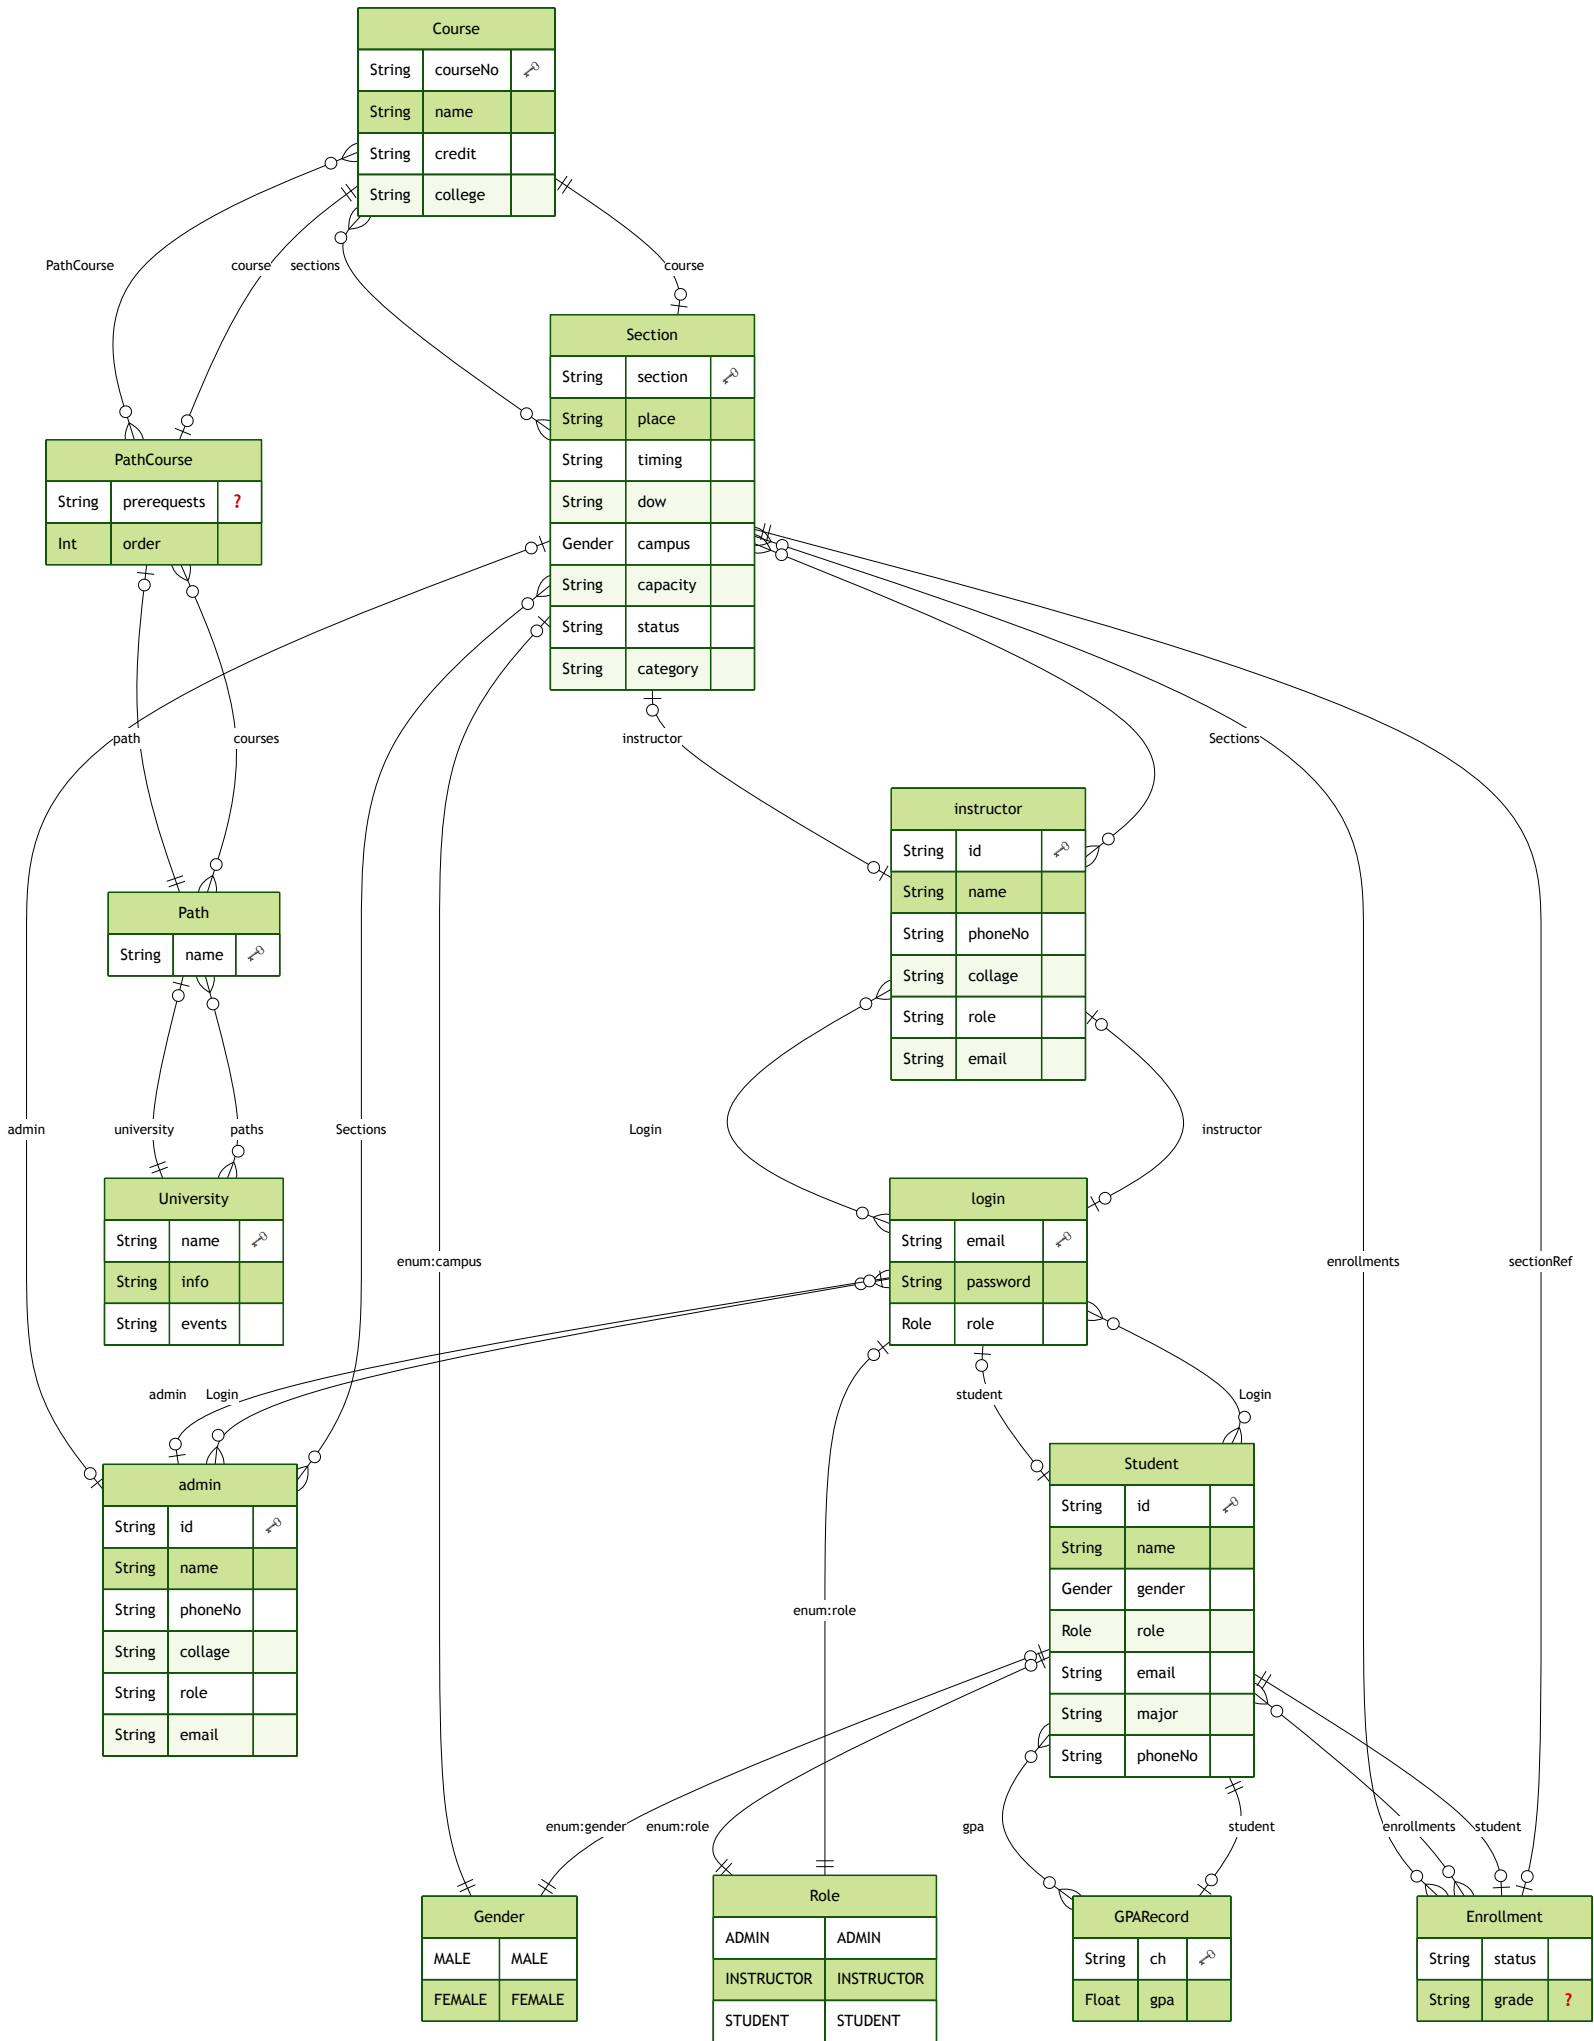 Course
String courseNo
String name
String credit
String college
PathCourse
course
sections
course
Section
String section
String place
String timing
String dow
Gender campus
String capacity
String status
String category
PathCourse
String prerequests ?
Int order
path
courses
instructor
Sections
instructor
String id
String name
String phoneNo
String collage
String role
String email
Path
String name
admin
university
paths
Sections
Login
instructor
University
String name
String info
String events
login
String email
String password
Role role
enum:campus
enrollments
sectionRef
admin
Login
student
Login
admin
String id
String name
String phoneNo
String collage
String role
String email
Student
String id
String name
Gender gender
Role role
String email
String major
String phoneNo
enum:role
enum:gender
enum:role
gpa
student
enrollments
student
Gender
MALE MALE
FEMALE FEMALE
Role
ADMIN ADMIN
INSTRUCTOR INSTRUCTOR
STUDENT STUDENT
GPARecord
String ch
Float gpa
Enrollment
String status
String grade ?